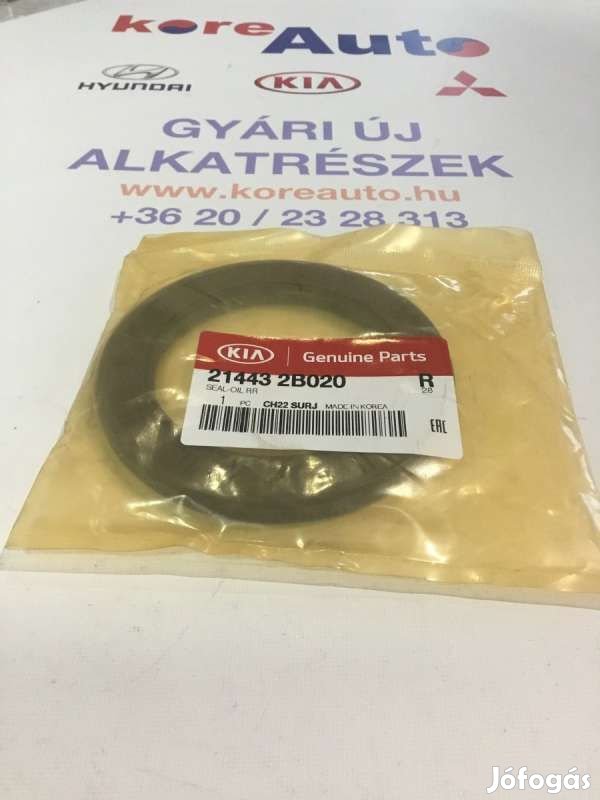 koreAuto
HYUNDAI KIA
GYÁRI ÚJ
ALKATRÉSZEK
www.koreauto.hu
+36 20 / 23 28 313
KIA Genuine Parts
21443 2B020 R
SEAL-OIL RR 28
1 PC CH22 SURJ MADE IN KOREA
EAC
Jófogás